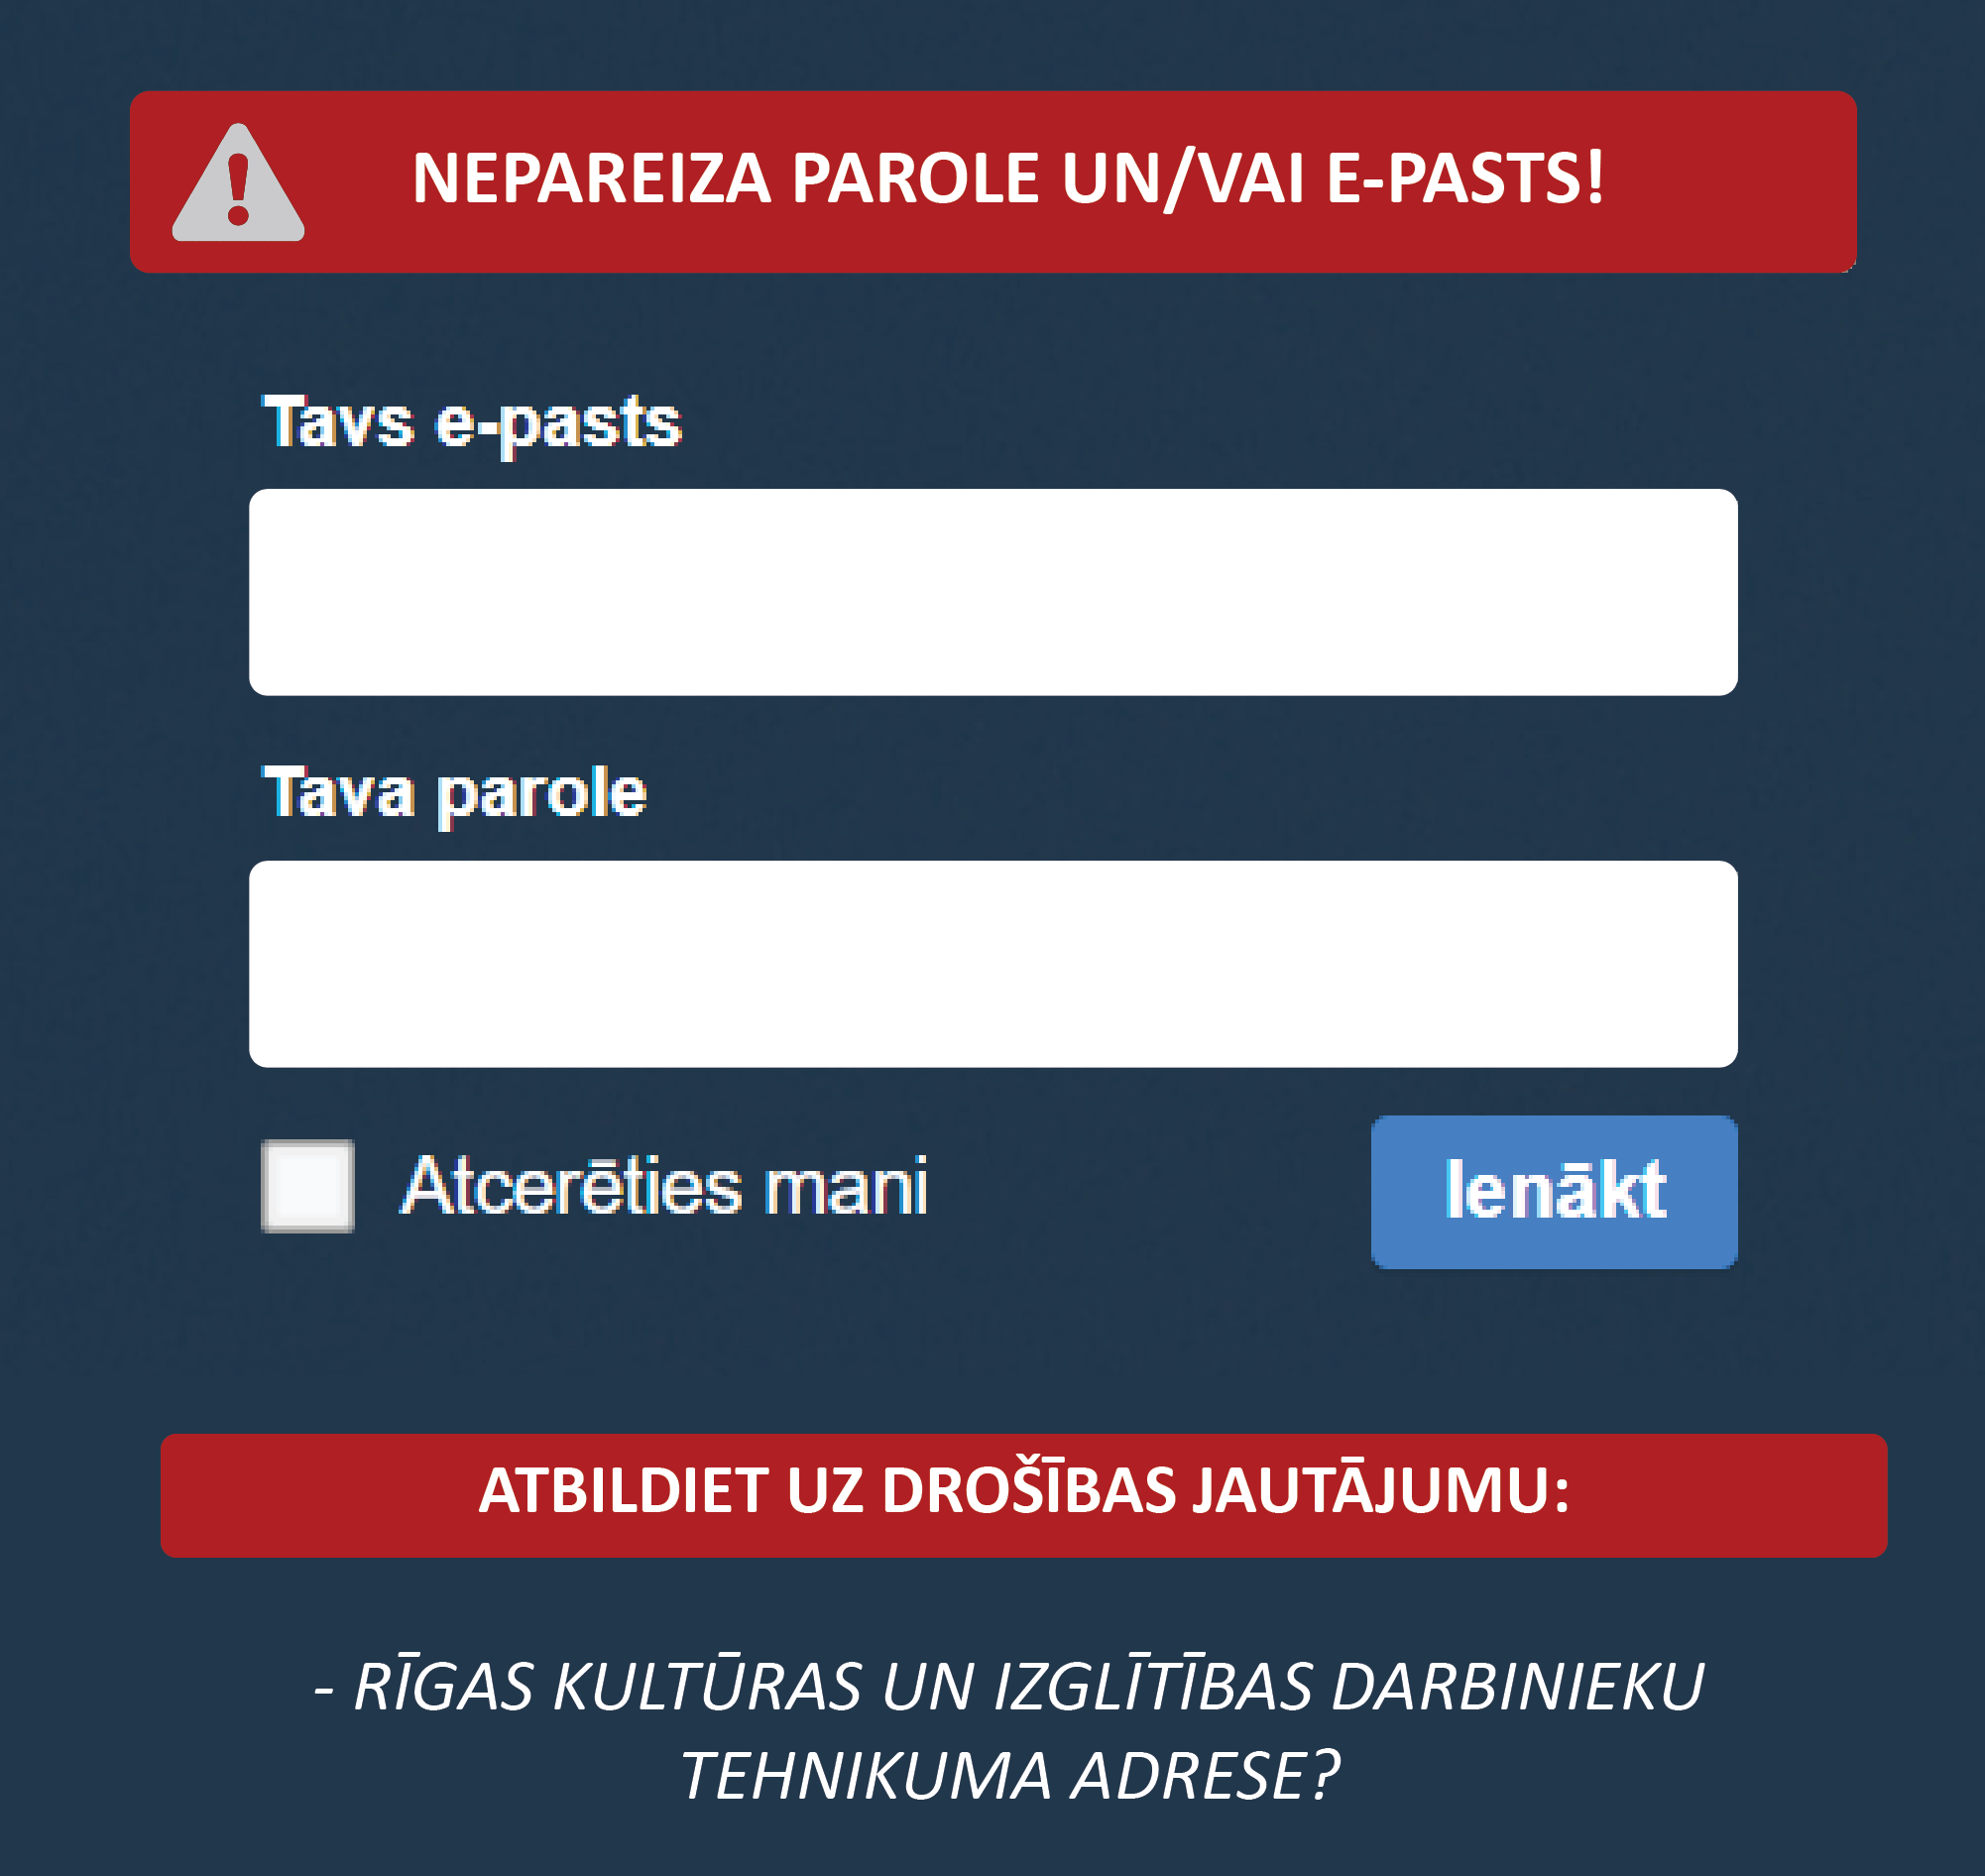 NEPAREIZA PAROLE UN/VAI E-PASTS!
Tavs e-pasts
Tava parole
Atcerēties mani
Ienākt
ATBILDIET UZ DROŠĪBAS JAUTĀJUMU:
- RĪGAS KULTŪRAS UN IZGLĪTĪBAS DARBINIEKU
TEHNIKUMA ADRESE?